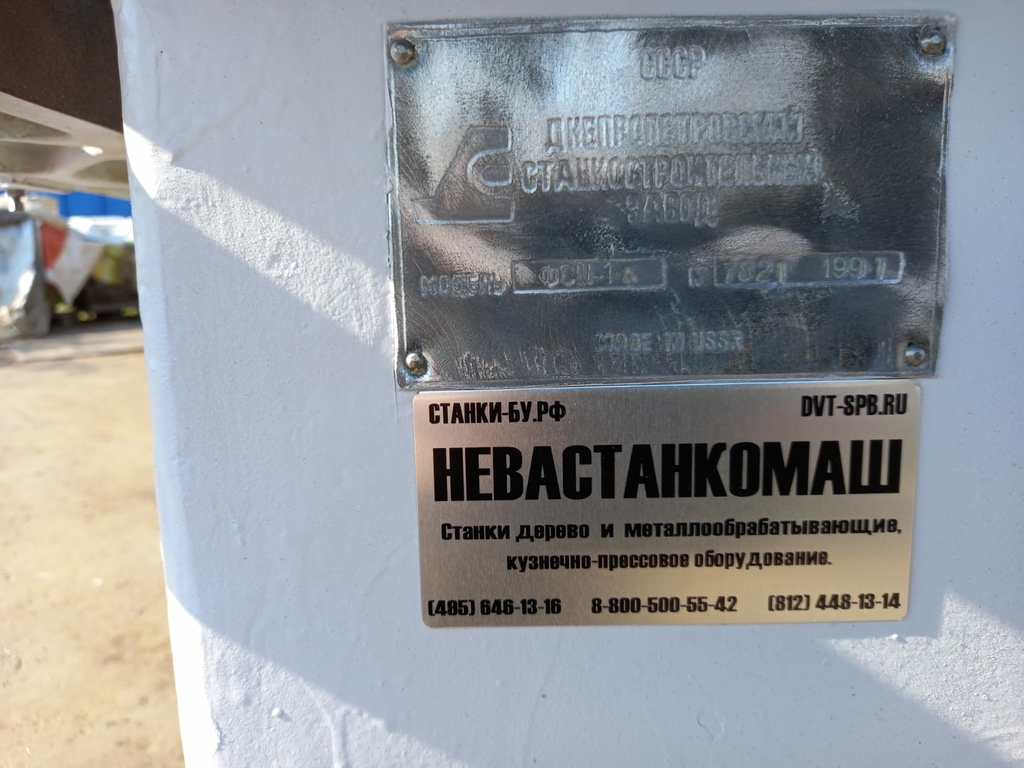 СССР
ДНЕПРОПЕТРОВСКИЙ
СТАНКОСТРОИТЕЛЬНЫЙ
ЗАВОД
МОДЕЛЬ ФСШ-1А № 7821 1991
MADE IN USSR
СТАНКИ-БУ.РФ DVT-SPB.RU
НЕВАСТАНКОМАШ
Станки дерево и металлообрабатывающие,
кузнечно-прессовое оборудование.
(495) 646-13-16 8-800-500-55-42 (812) 448-13-14